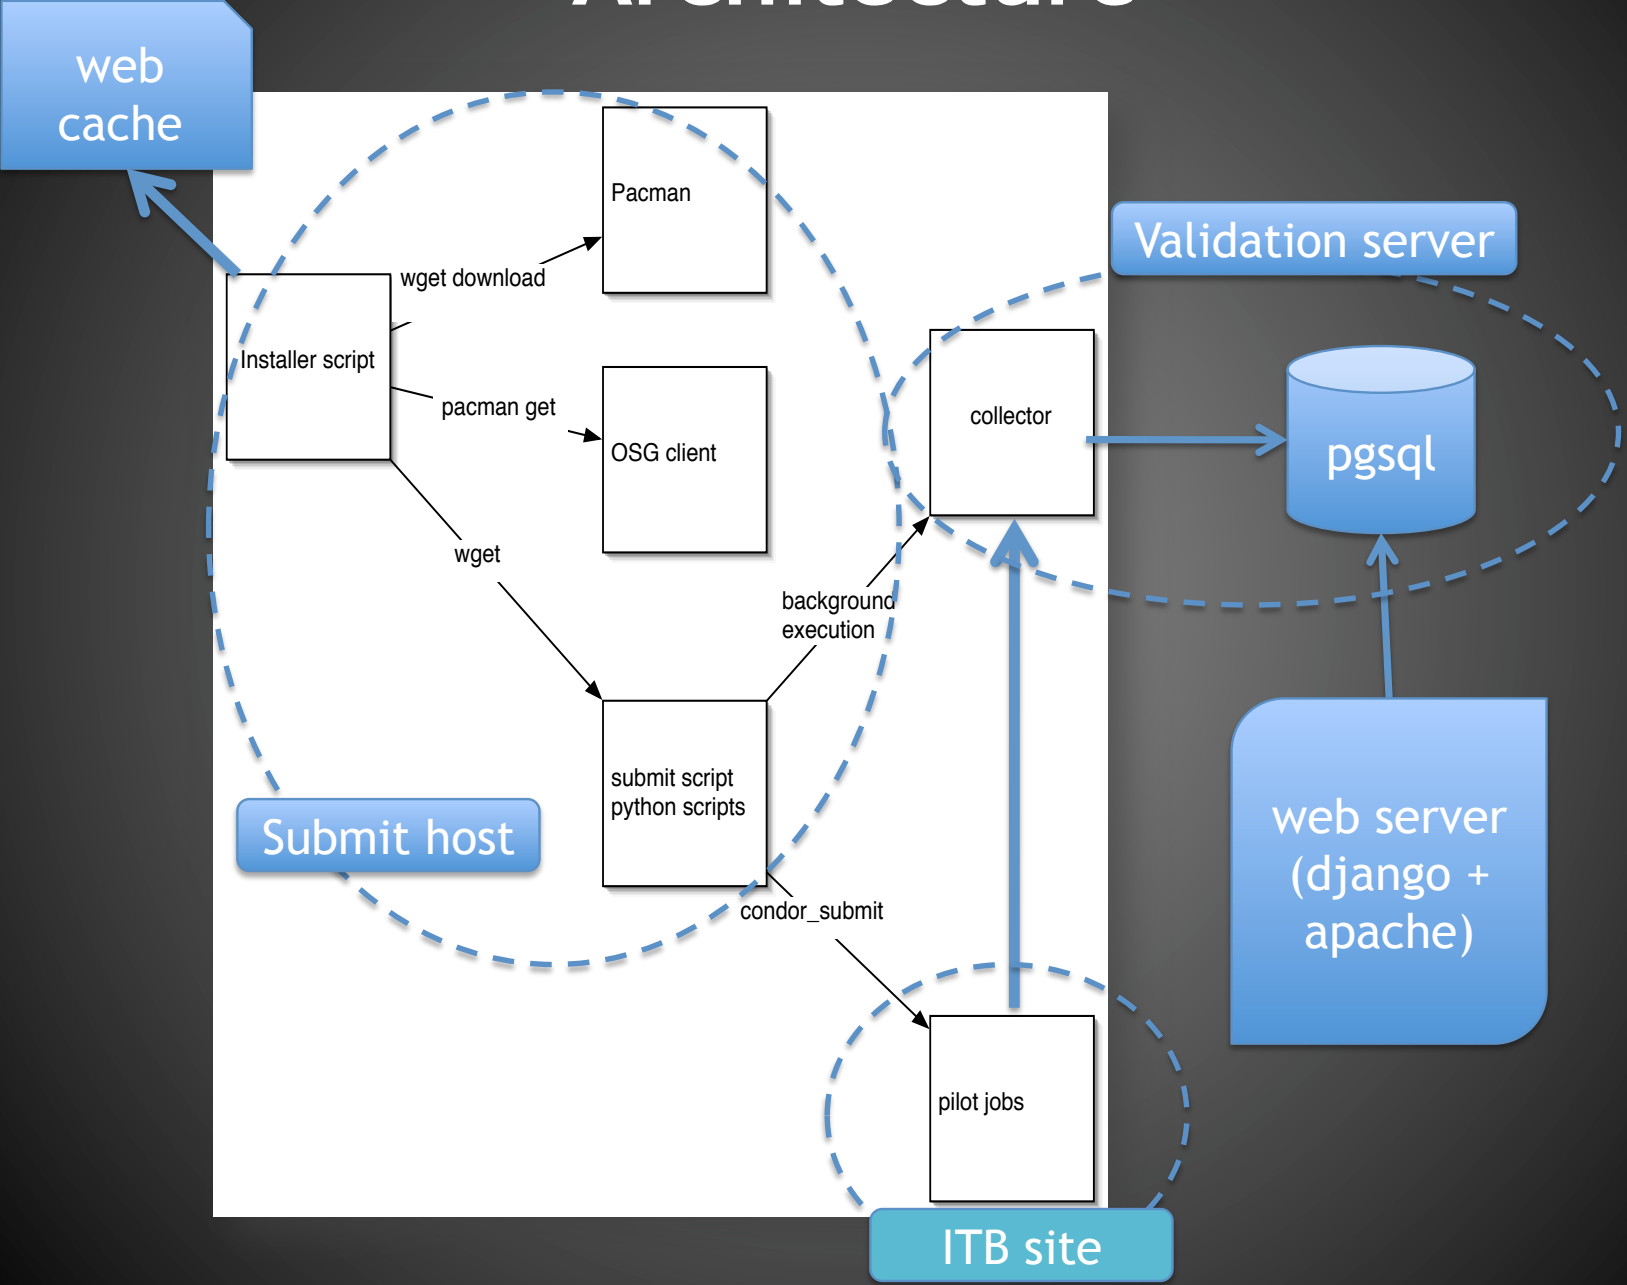 Architecture
web
cache
Pacman
Validation server
wget download
Installer script
pacman get
collector
OSG client
pgsql
wget
background
execution
submit script
python scripts
Submit host
web server
(django +
apache)
condor_submit
pilot jobs
ITB site